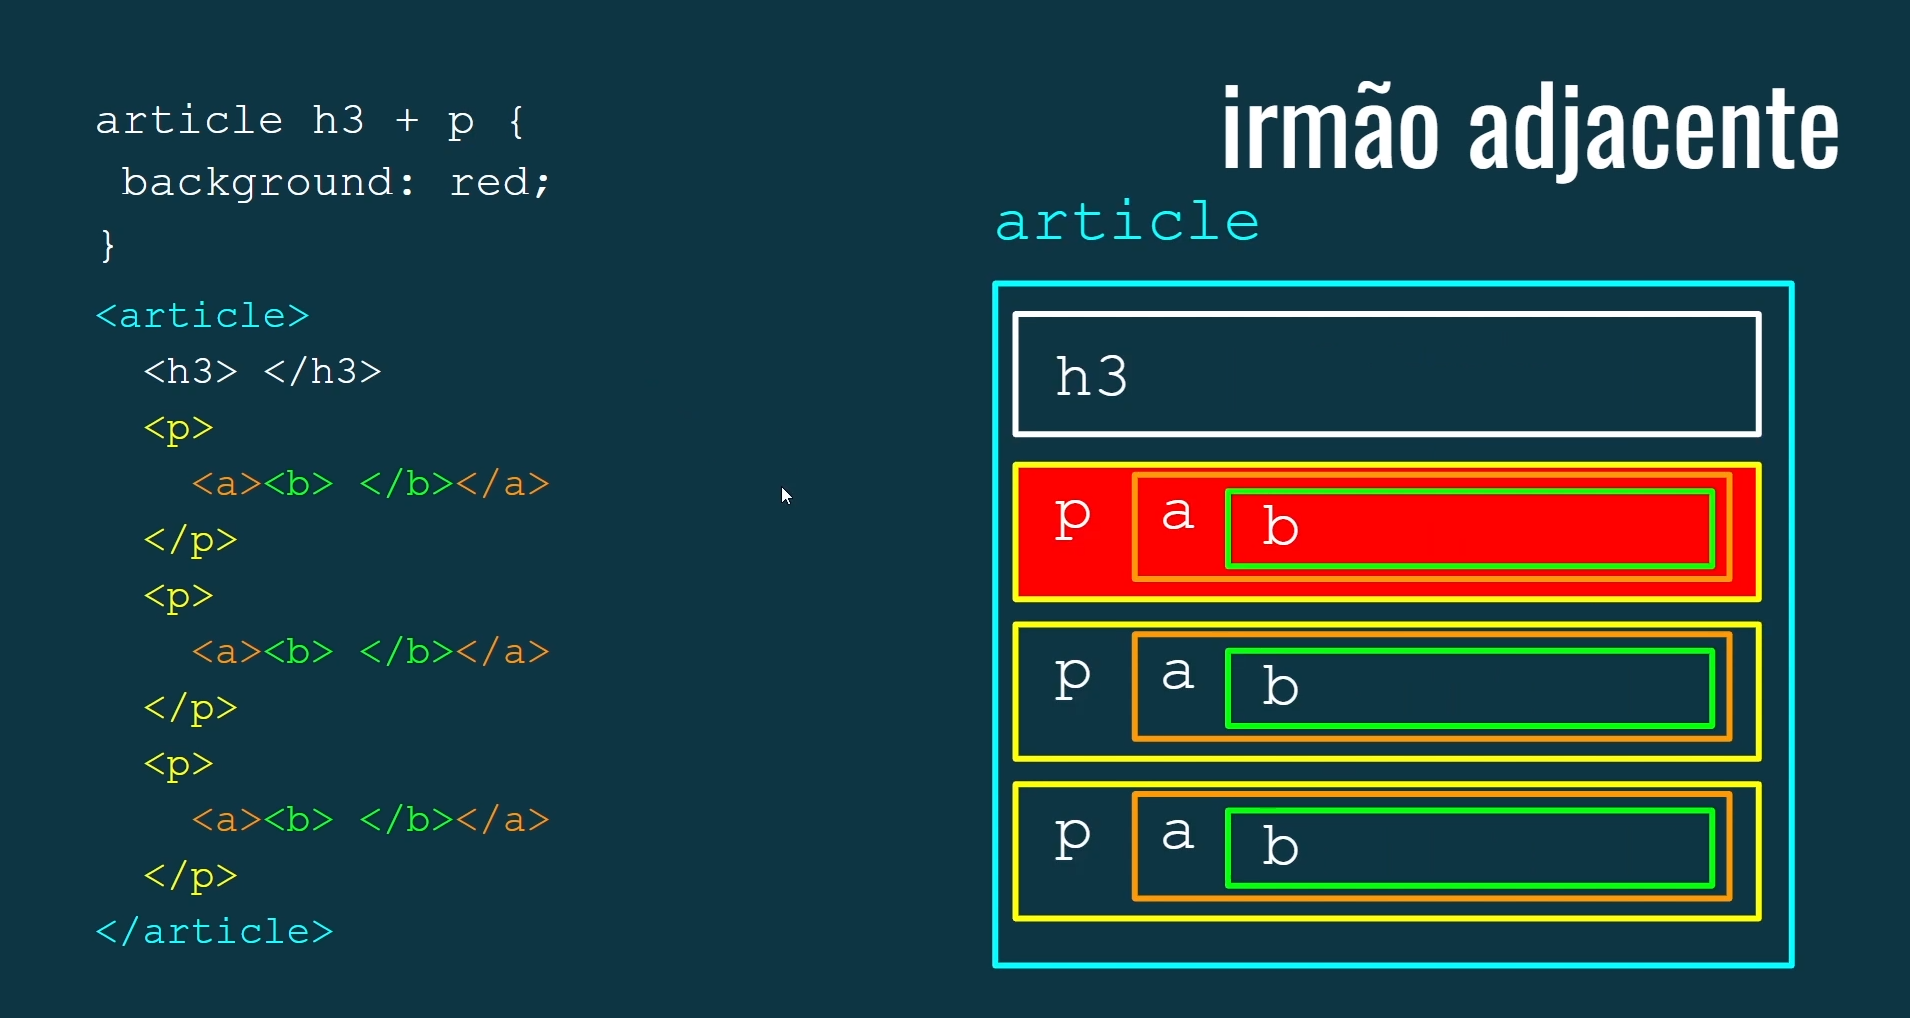 article h3 + p {
background: red;
}
<article>
<h3> </h3>
<p>
<a><b> </b></a>
</p>
<p>
<a><b> </b></a>
</p>
<p>
<a><b> </b></a>
</p>
</article>
irmão adjacente
article
h3
p a b
p a b
p a b